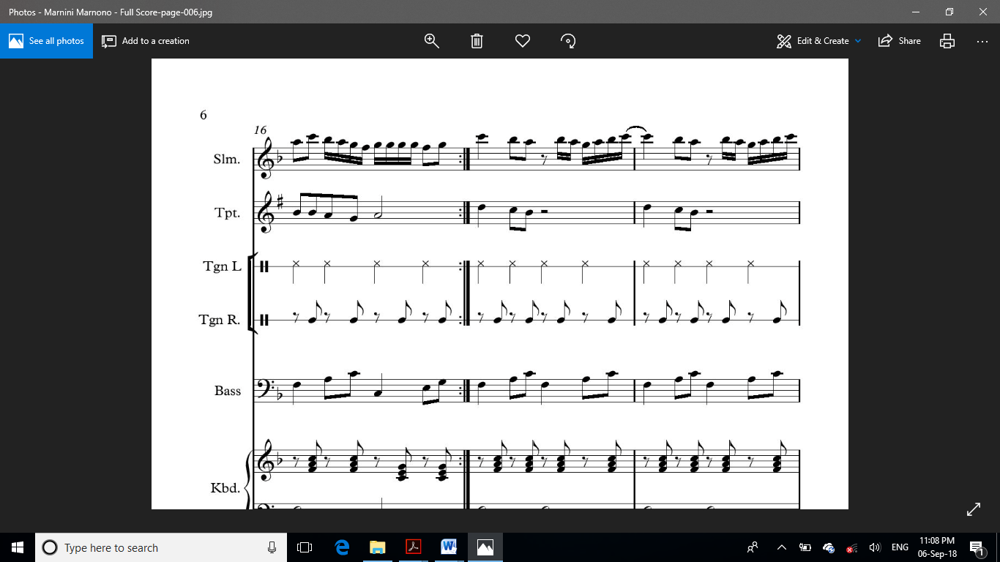 Photos - Marnini Marnono - Full Score-page-006.jpg
See all photos
Add to a creation
Edit & Create
Share
6
16
Slm.
Tpt.
Tgn L
Tgn R.
Bass
Kbd.
Type here to search
ENG
11:08 PM
06-Sep-18
1